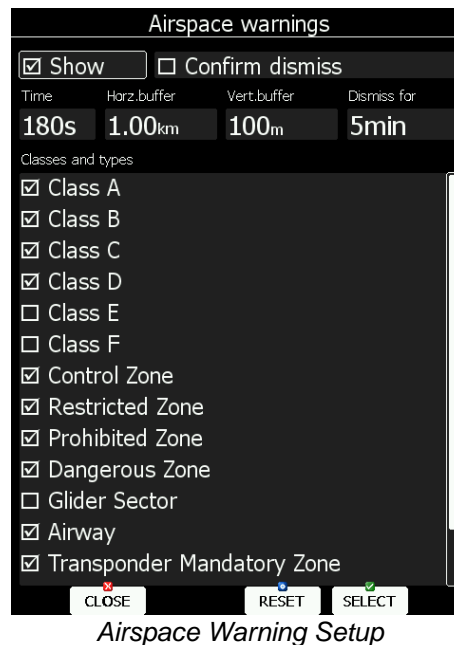 Airspace warnings
Show Confirm dismiss
Time Horz.buffer Vert.buffer Dismiss for
180s 1.00km 100m 5min
Classes and types
Class A
Class B
Class C
Class D
Class E
Class F
Control Zone
Restricted Zone
Prohibited Zone
Dangerous Zone
Glider Sector
Airway
Transponder Mandatory Zone
CLOSE RESET SELECT
Airspace Warning Setup